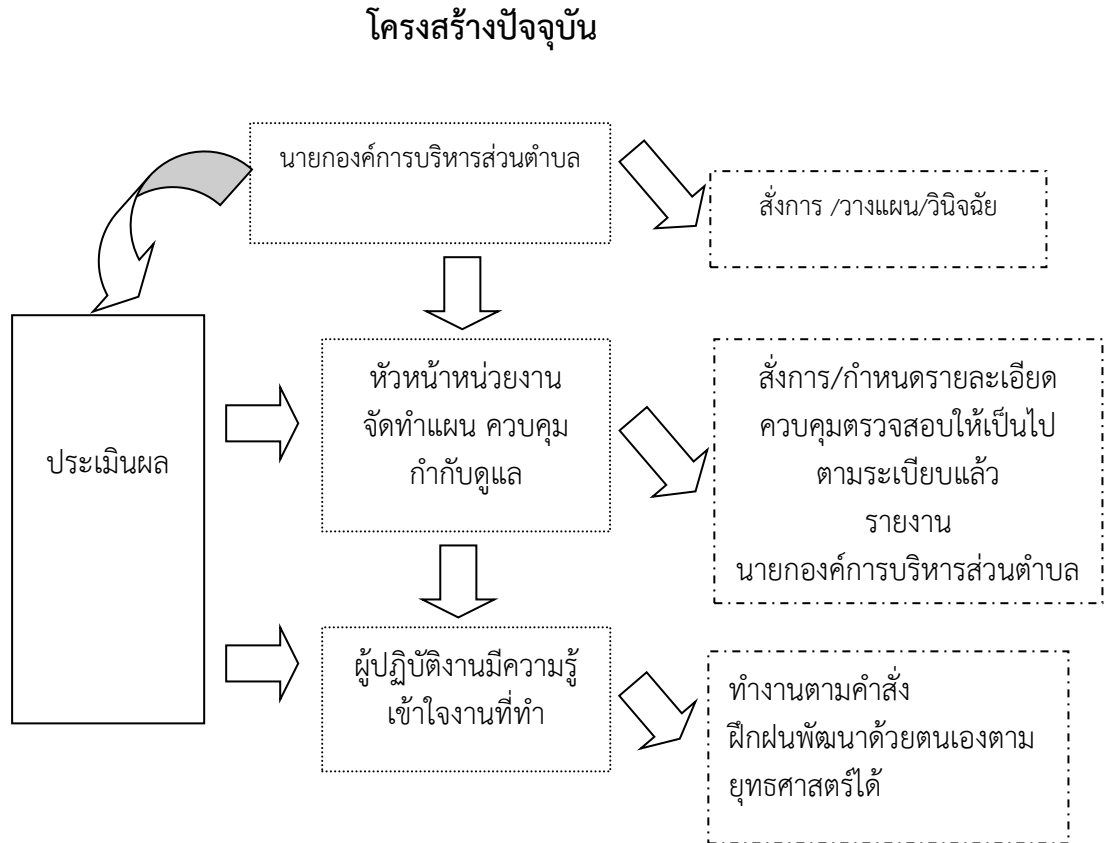 โครงสร้างปัจจุบัน
นายกองค์การบริหารส่วนตำบล
สั่งการ /วางแผน/วินิจฉัย
ประเมินผล
หัวหน้าหน่วยงาน
จัดทำแผน ควบคุม
กำกับดูแล
สั่งการ/กำหนดรายละเอียด
ควบคุมตรวจสอบให้เป็นไป
ตามระเบียบแล้ว
รายงาน
นายกองค์การบริหารส่วนตำบล
ผู้ปฏิบัติงานมีความรู้
เข้าใจงานที่ทำ
ทำงานตามคำสั่ง
ฝึกฝนพัฒนาด้วยตนเองตาม
ยุทธศาสตร์ได้